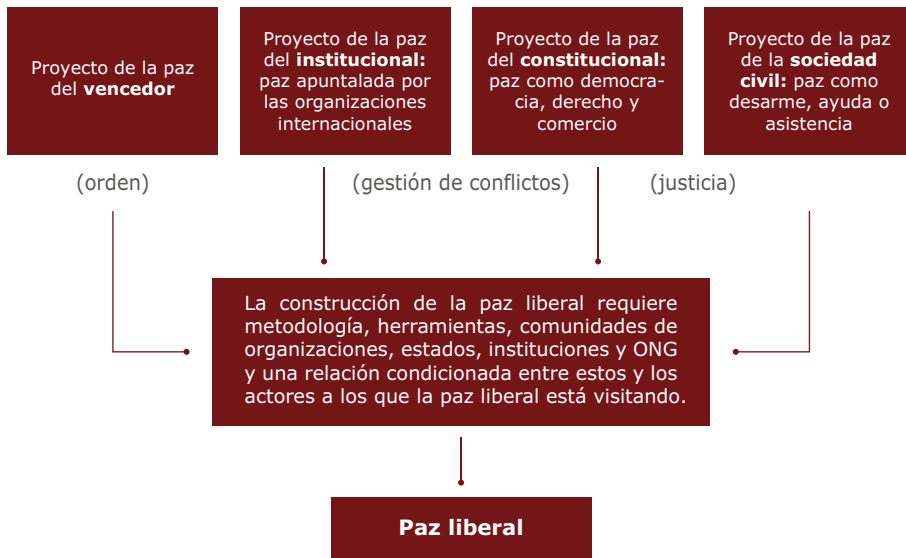 Proyecto de la paz
del vencedor
Proyecto de la paz
del institucional:
paz apuntalada por
las organizaciones
internacionales
Proyecto de la paz
del constitucional:
paz como democra-
cia, derecho y
comercio
Proyecto de la paz
de la sociedad
civil: paz como
desarme, ayuda o
asistencia
(orden)
(gestión de conflictos)
(justicia)
La construcción de la paz liberal requiere
metodología, herramientas, comunidades de
organizaciones, estados, instituciones y ONG
y una relación condicionada entre estos y los
actores a los que la paz liberal está visitando.
Paz liberal